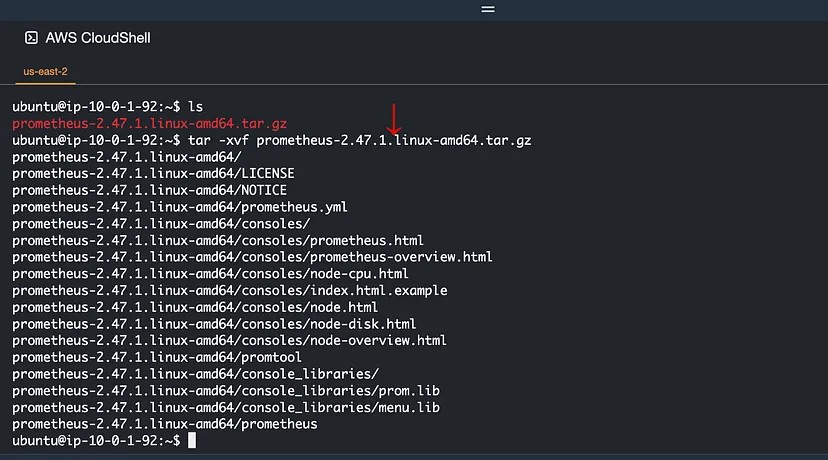 AWS CloudShell
us-east-2
ubuntu@ip-10-0-1-92:~$ ls
prometheus-2.47.1.linux-amd64.tar.gz
ubuntu@ip-10-0-1-92:~$ tar -xvf prometheus-2.47.1.linux-amd64.tar.gz
prometheus-2.47.1.linux-amd64/
prometheus-2.47.1.linux-amd64/LICENSE
prometheus-2.47.1.linux-amd64/NOTICE
prometheus-2.47.1.linux-amd64/prometheus.yml
prometheus-2.47.1.linux-amd64/consoles/
prometheus-2.47.1.linux-amd64/consoles/prometheus.html
prometheus-2.47.1.linux-amd64/consoles/prometheus-overview.html
prometheus-2.47.1.linux-amd64/consoles/node-cpu.html
prometheus-2.47.1.linux-amd64/consoles/index.html.example
prometheus-2.47.1.linux-amd64/consoles/node.html
prometheus-2.47.1.linux-amd64/consoles/node-disk.html
prometheus-2.47.1.linux-amd64/consoles/node-overview.html
prometheus-2.47.1.linux-amd64/promtool
prometheus-2.47.1.linux-amd64/console_libraries/
prometheus-2.47.1.linux-amd64/console_libraries/prom.lib
prometheus-2.47.1.linux-amd64/console_libraries/menu.lib
prometheus-2.47.1.linux-amd64/prometheus
ubuntu@ip-10-0-1-92:~$